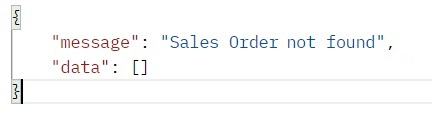 {
"message": "Sales Order not found",
"data": []
}